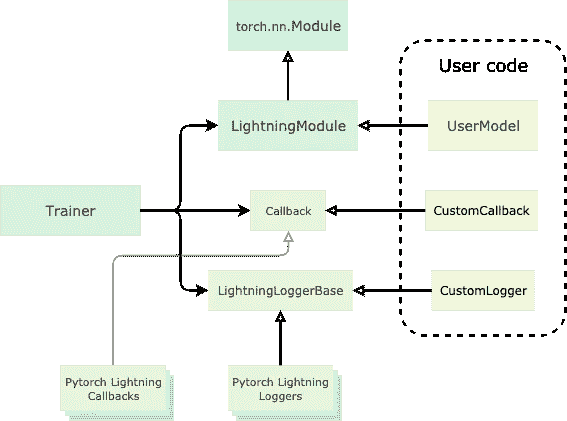 torch.nn.Module
User code
LightningModule
UserModel
Trainer
Callback
CustomCallback
LightningLoggerBase
CustomLogger
Pytorch Lightning
Callbacks
Pytorch Lightning
Loggers